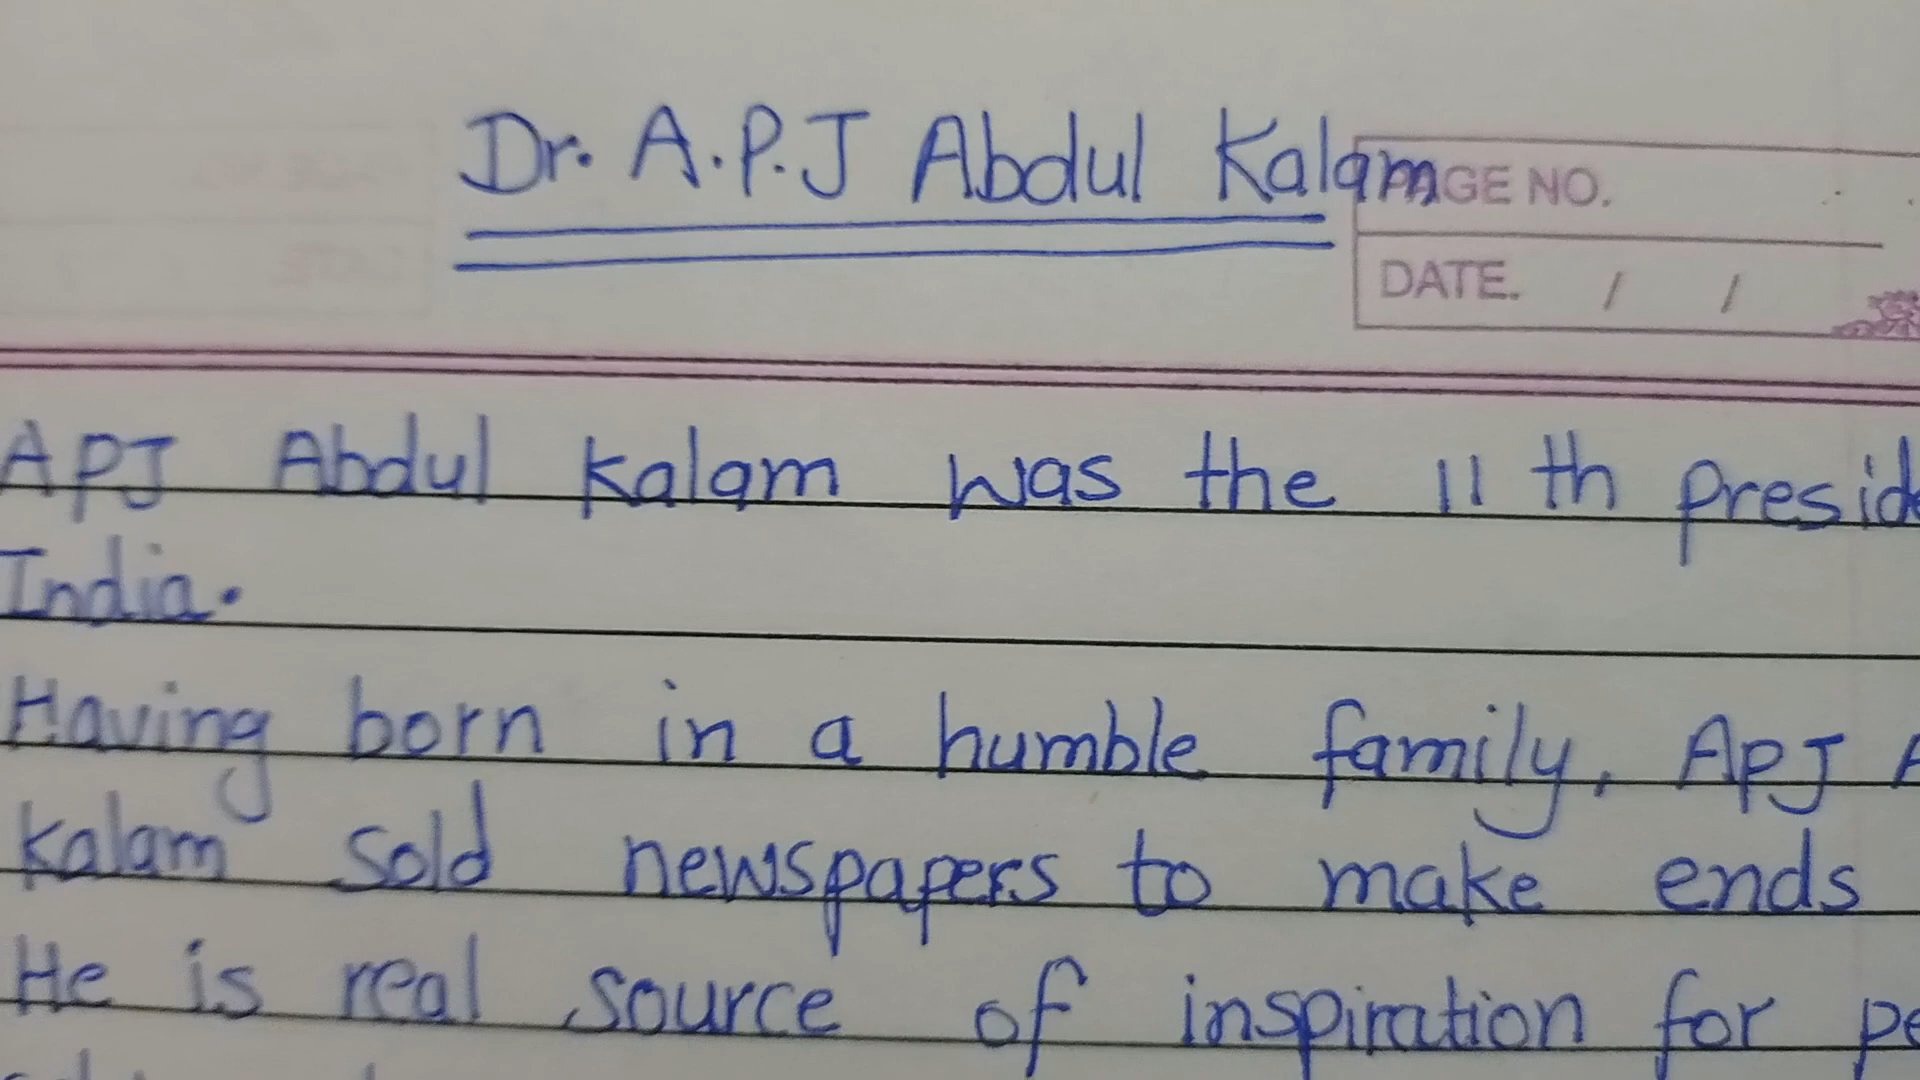 Dr. A.P.J Abdul Kalam
PAGE NO.
DATE. / /
APJ Abdul Kalam was the 11 th
India.
Having born in a humble family, APJ
Kalam sold newspapers to make ends
He is real source of inspiration for